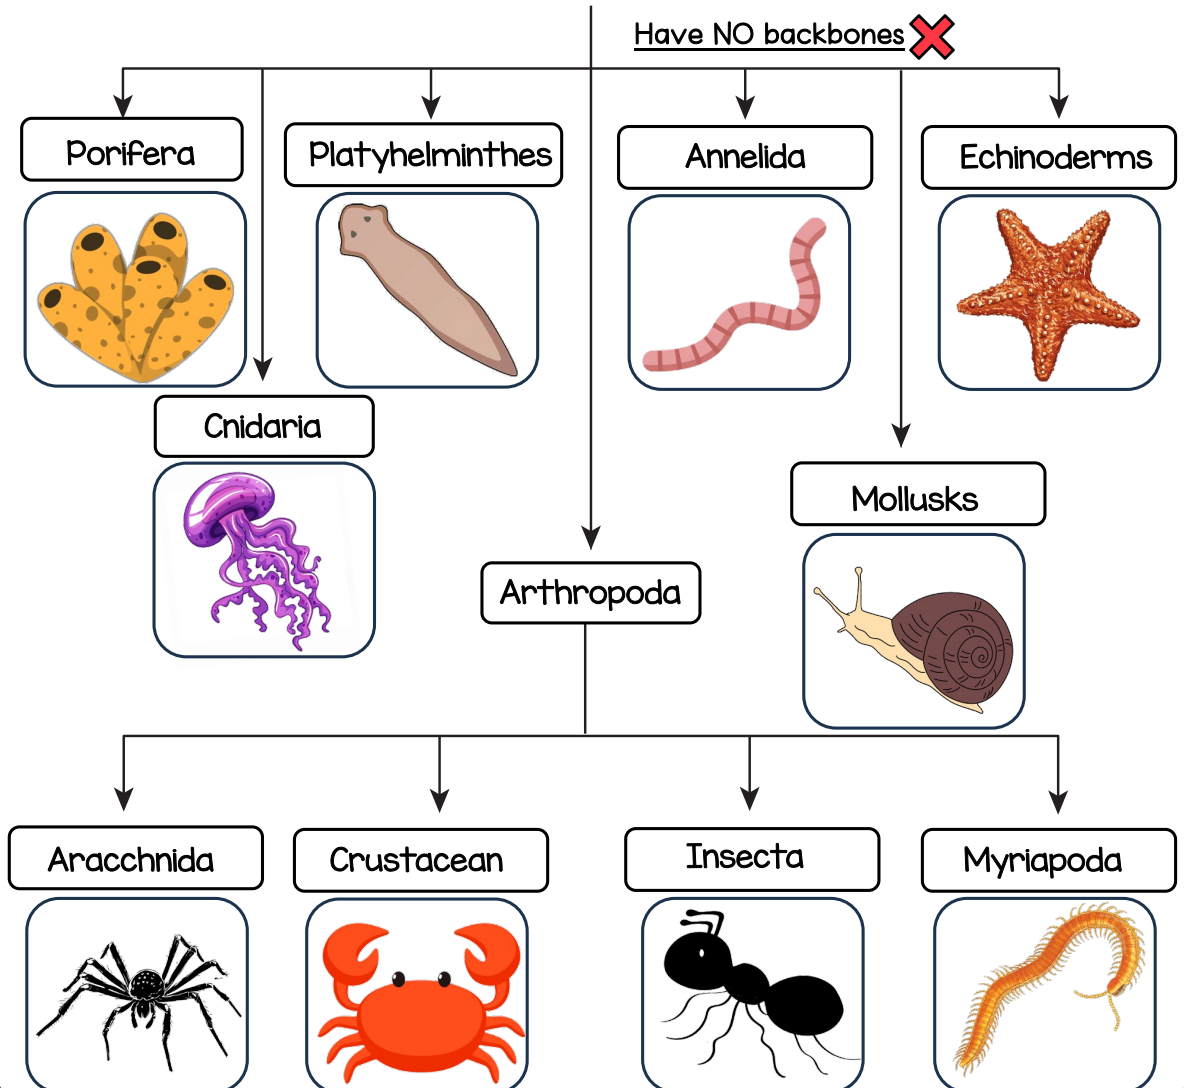 Have NO backbones
Porifera
Platyhelminthes
Annelida
Echinoderms
Cnidaria
Mollusks
Arthropoda
Aracchnida
Crustacean
Insecta
Myriapoda